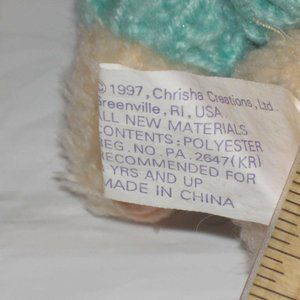 © 1997, Chrisha Creations, Ltd
Greenville, RI, USA
ALL NEW MATERIALS
CONTENTS: POLYESTER
REG. NO. PA. 2647(KR)
RECOMMENDED FOR
YRS AND UP
MADE IN CHINA